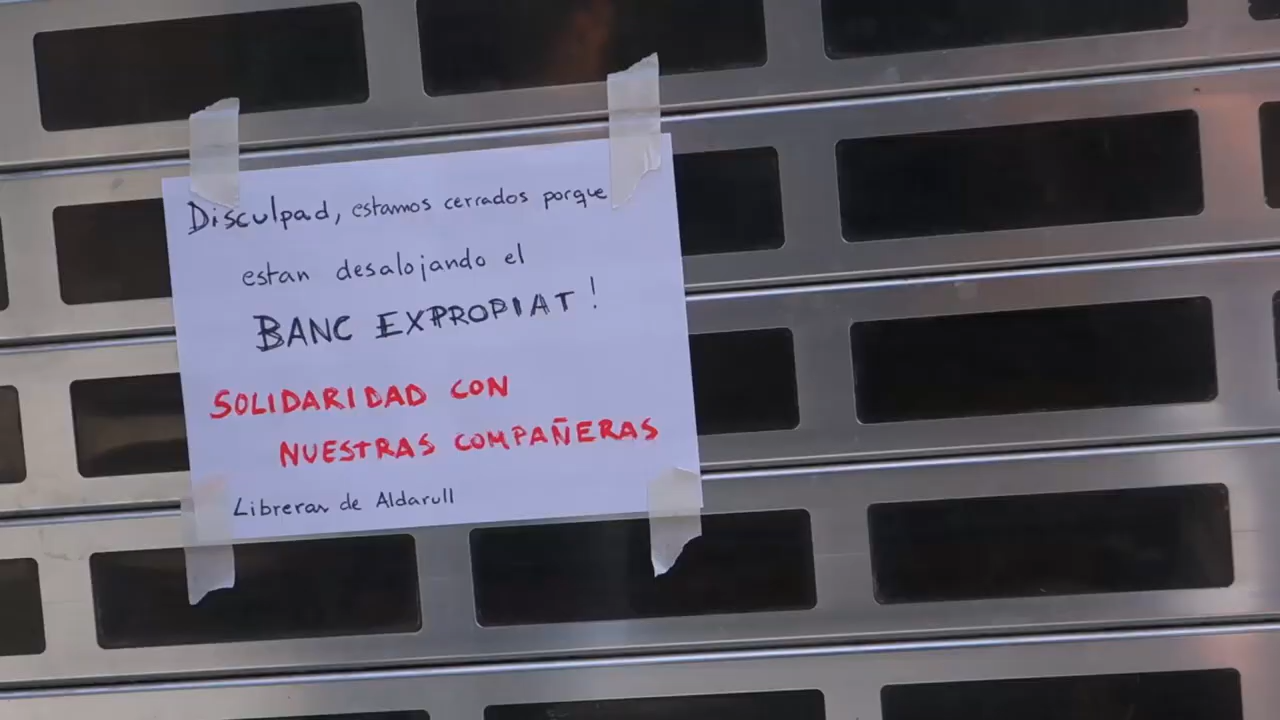 Disculpad, estamos cerrados porque
estan desalojando el
BANC EXPROPIAT!
SOLIDARIDAD CON
NUESTRAS COMPAÑERAS
Libreras de Aldarull